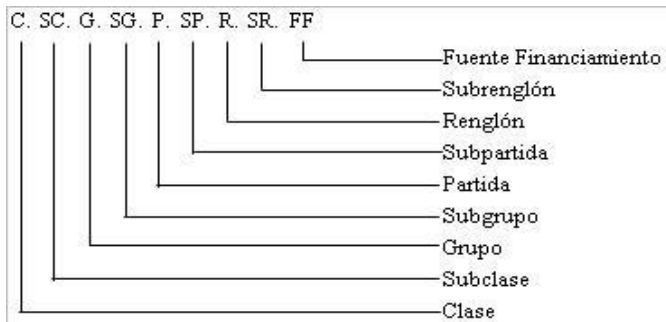 C. SC. G. SG. P. SP. R. SR. FF
Fuente Financiamiento
Subrenglón
Renglón
Subpartida
Partida
Subgrupo
Grupo
Subclase
Clase